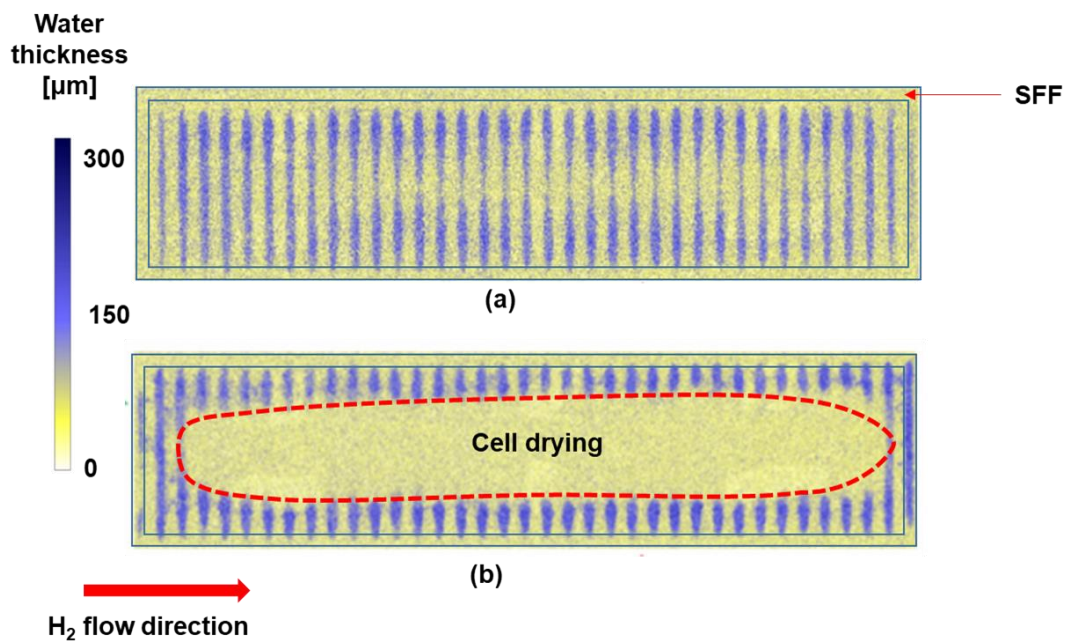 Water
thickness
[µm]
SFF
300
150
0
(a)
Cell drying
(b)
H₂ flow direction